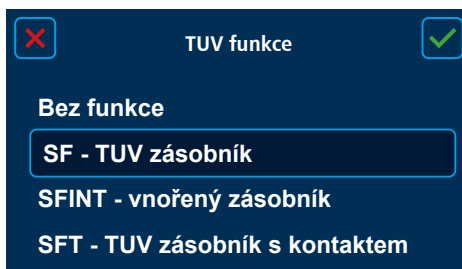 TUV funkce
Bez funkce
SF - TUV zásobník
SFINT - vnořený zásobník
SFT - TUV zásobník s kontaktem